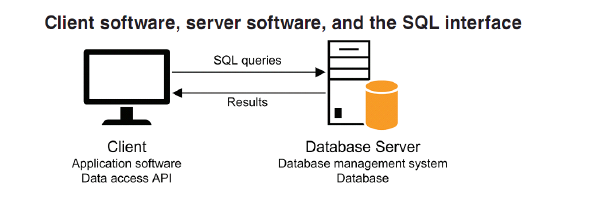 Client software, server software, and the SQL interface
SQL queries
Results
Client
Application software
Data access API
Database Server
Database management system
Database